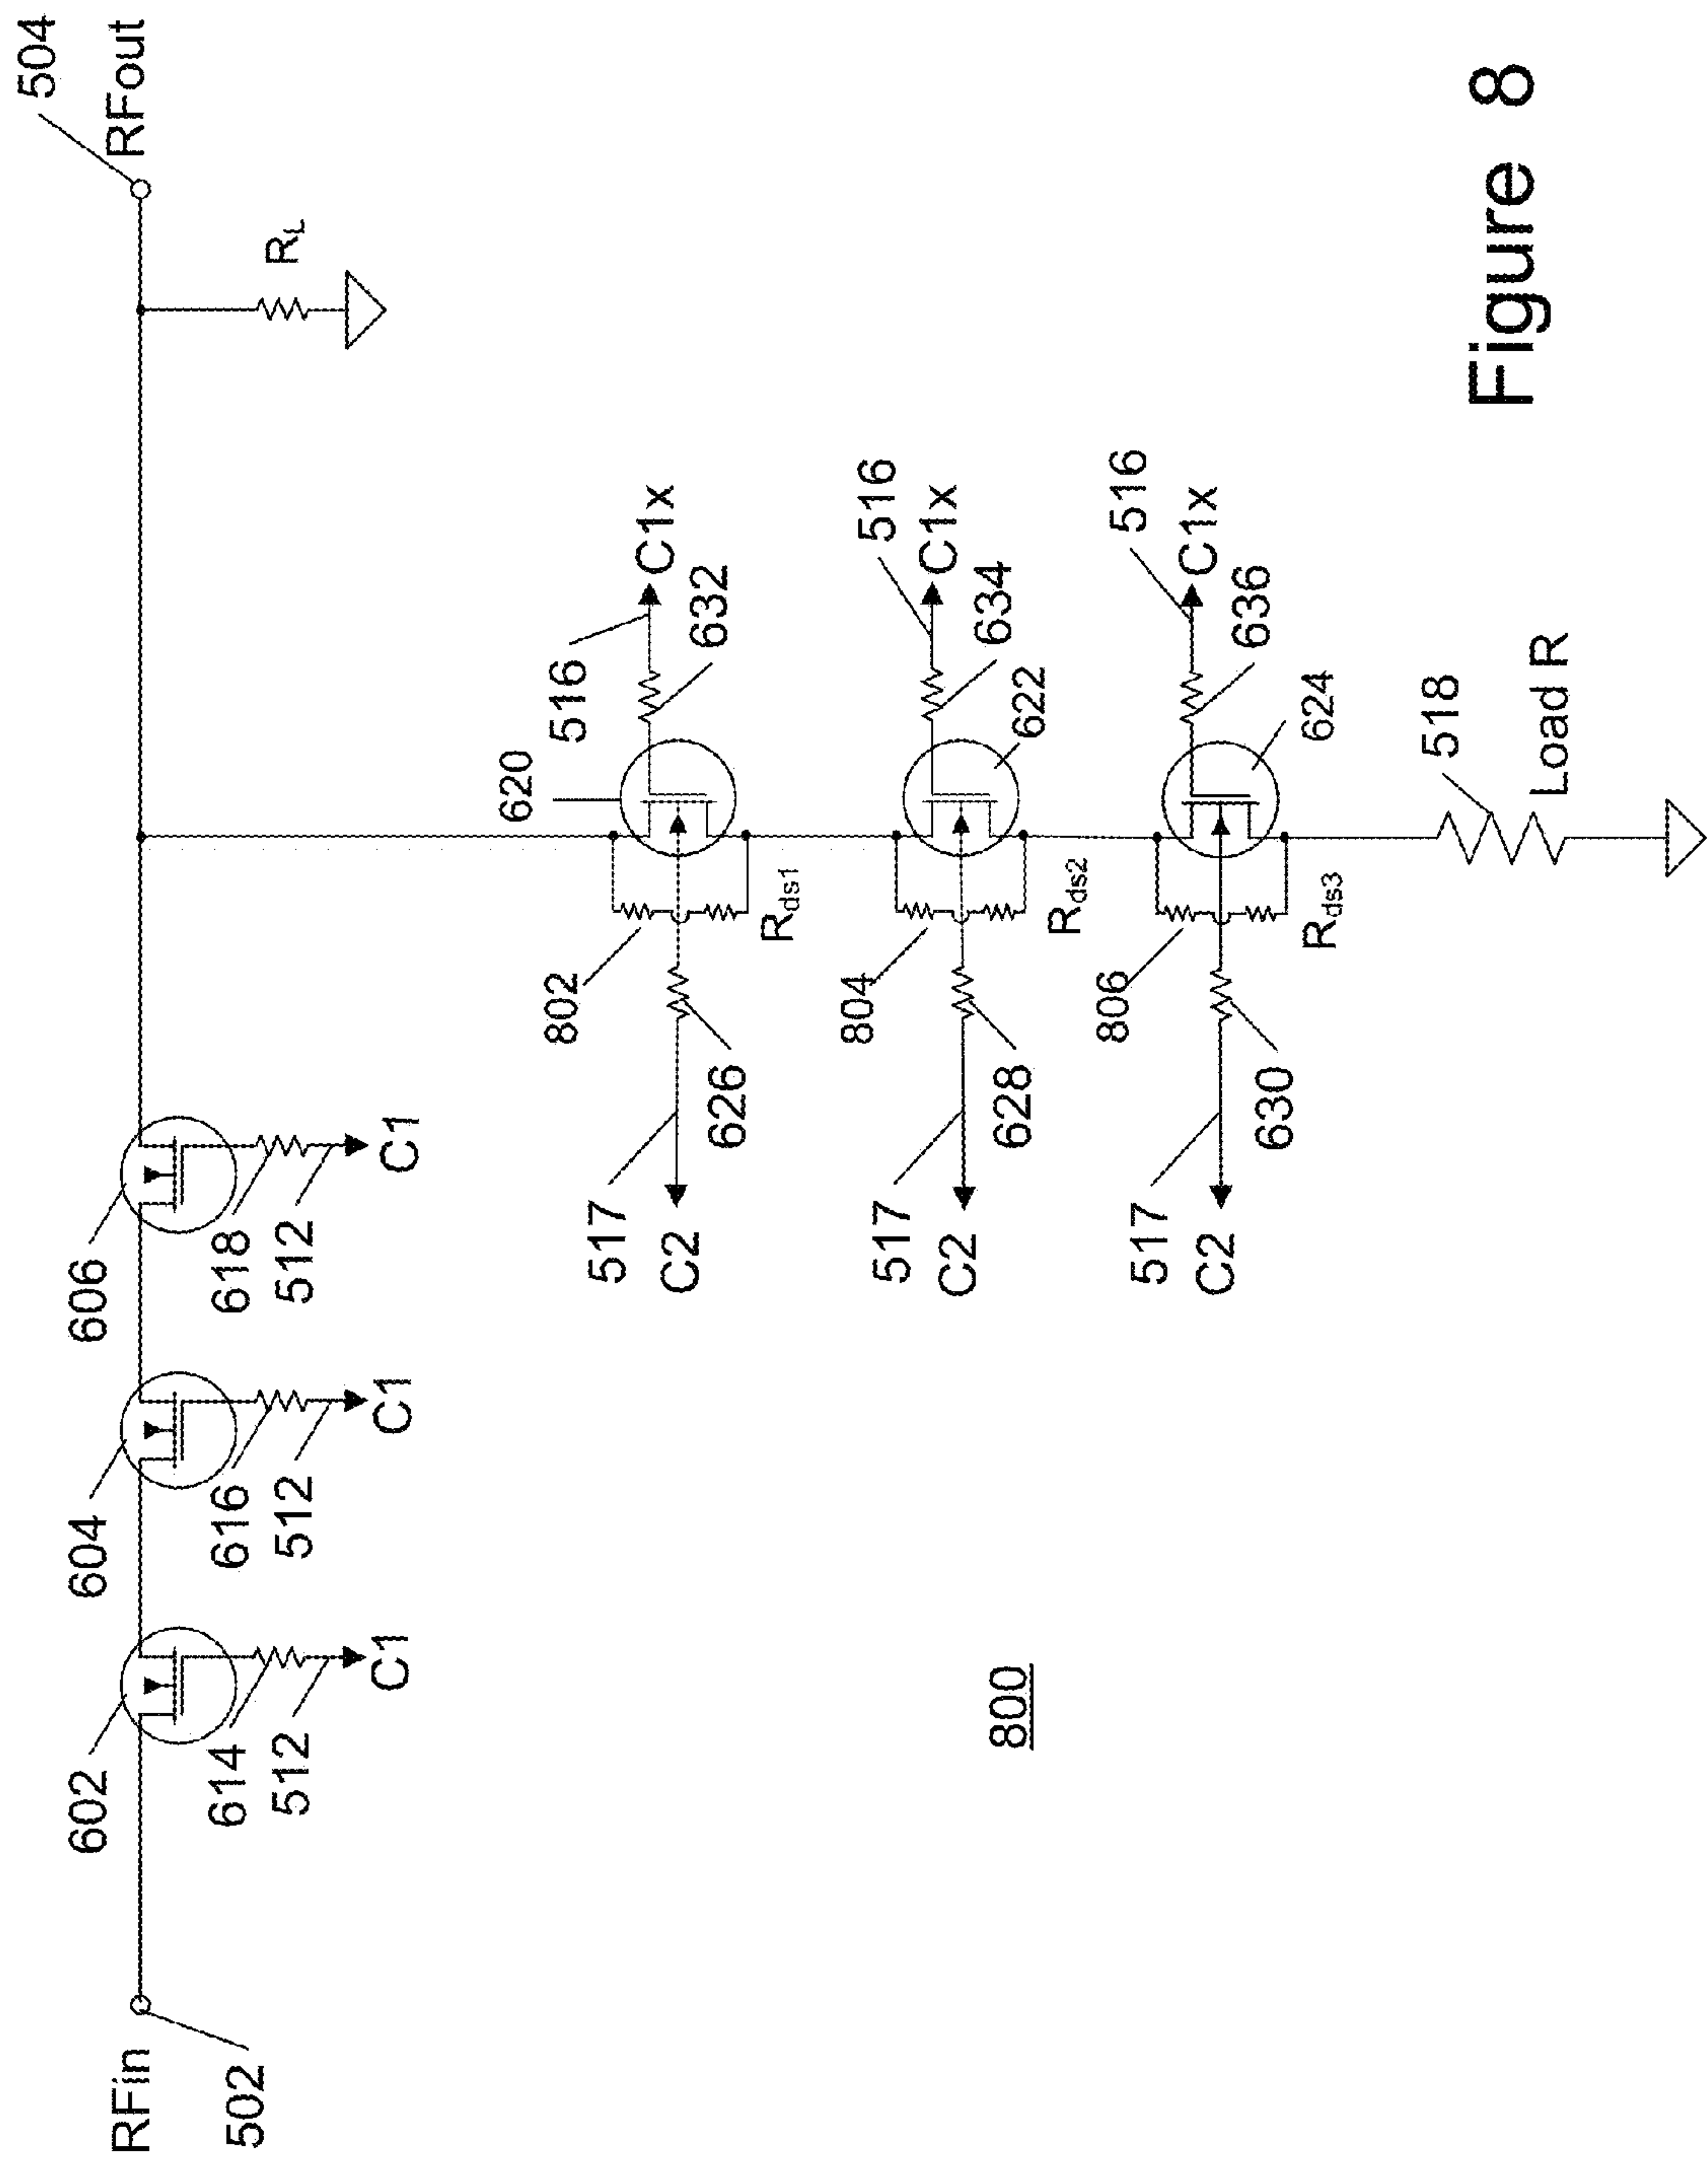 504
RFout
RL
602
604
606
614
616
618
512
512
512
C1
C1
C1
RFin
502
620
516
C1x
632
802
Rds1
517
C2
626
516
C1x
634
622
804
Rds2
517
C2
628
516
C1x
636
624
806
Rds3
517
C2
630
518
Load R
800
Figure 8